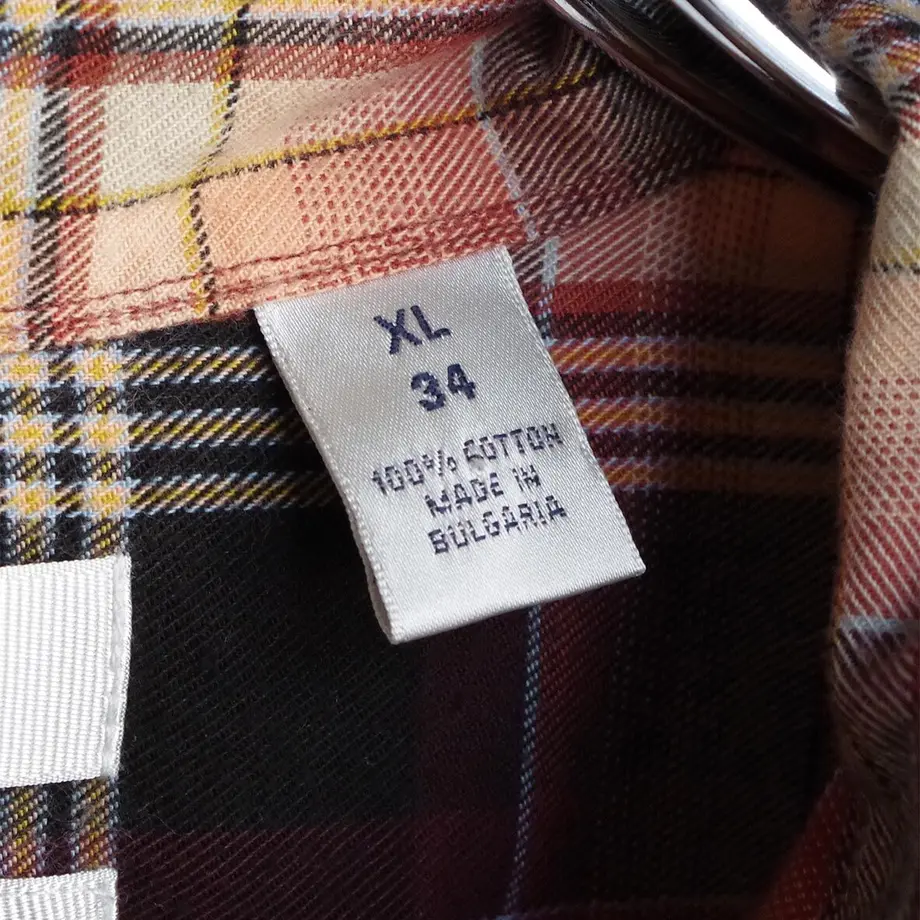 XL
34
100% COTTON
MADE IN
BULGARIA